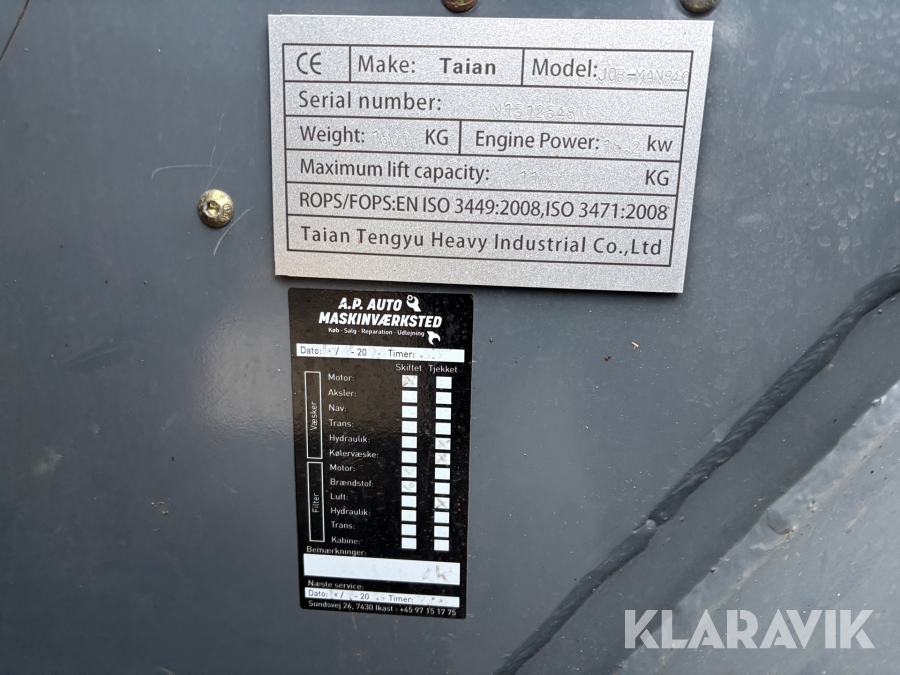 CE Make: Taian Model: JOB-MAN840
Serial number:
Weight: KG Engine Power: kw
Maximum lift capacity: KG
ROPS/FOPS:EN ISO 3449:2008,ISO 3471:2008
Taian Tengyu Heavy Industrial Co.,Ltd
A.P. AUTO
MASKINVÆRKSTED
Køb - Salg - Reparation - Udlejning
Dato: / -20 Timer:
Skiftet Tjekket
Væsker
Motor:
Aksler:
Nav:
Trans:
Hydraulik:
Kølervæske:
Filter
Motor:
Brændstof:
Luft:
Hydraulik:
Trans:
Kabine:
Bemærkninger:
Næste service:
Dato: / -20 Timer:
Sundsvej 26, 7430 Ikast - +45 97 15 17 75
KLARAVIK